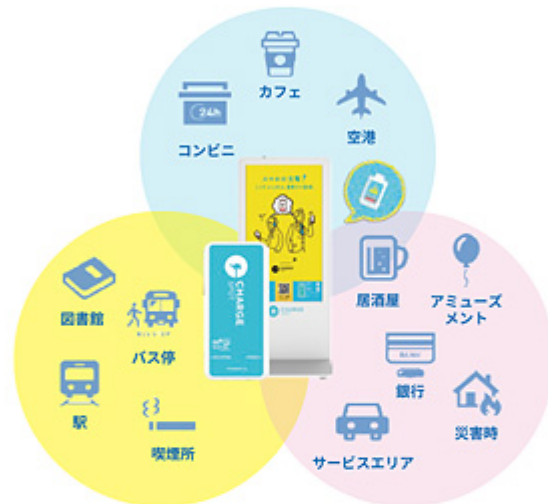 カフェ
24h
コンビニ
空港
図書館
バス停
駅
喫煙所
CHARGE
SPOT
居酒屋
アミューズ
メント
銀行
災害時
サービスエリア